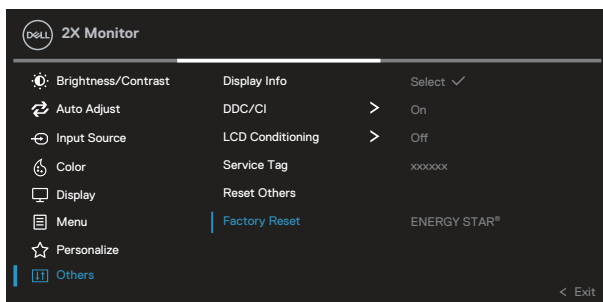 DELL 2X Monitor
Brightness/Contrast Display Info Select ✓
Auto Adjust DDC/CI > On
Input Source LCD Conditioning > Off
Color Service Tag xxxxxx
Display Reset Others
Menu Factory Reset ENERGY STAR®
Personalize
Others
< Exit